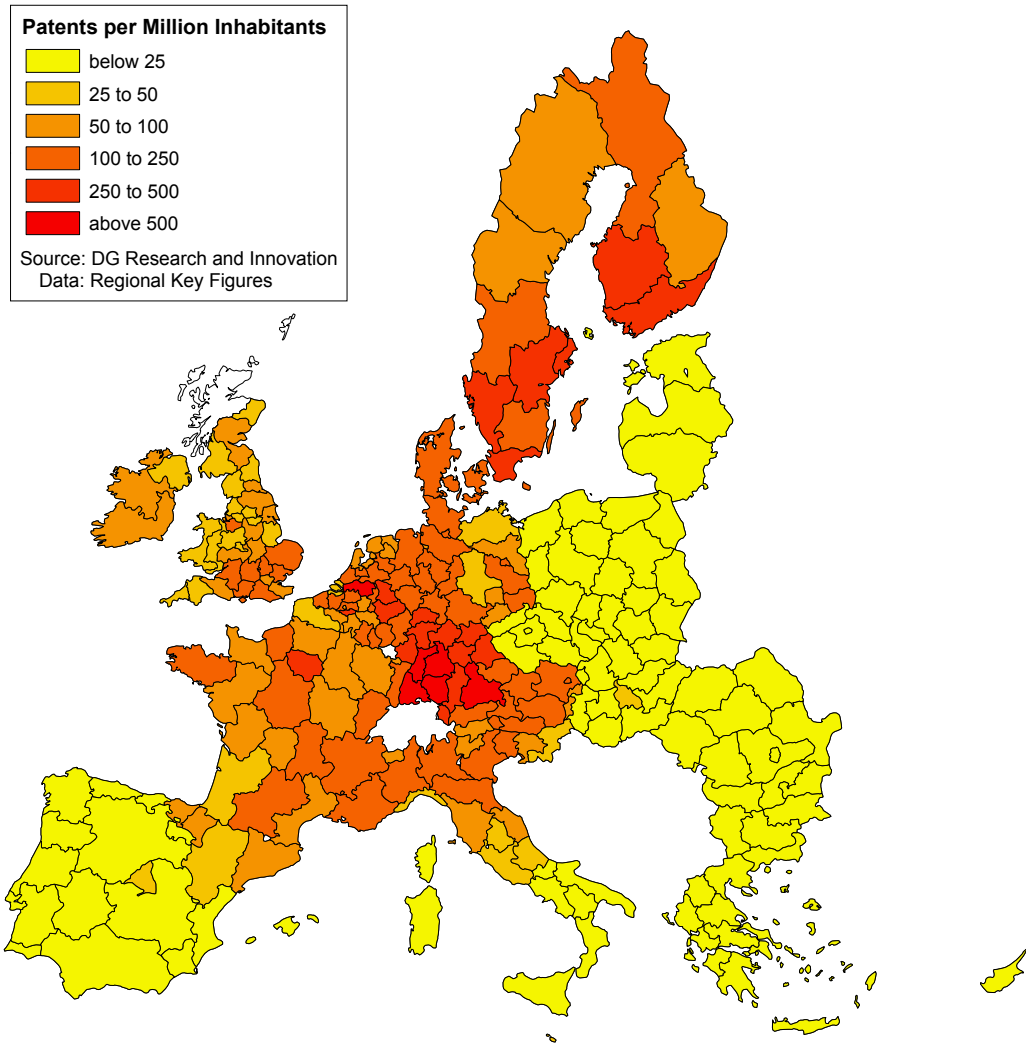 Patents per Million Inhabitants
below 25
25 to 50
50 to 100
100 to 250
250 to 500
above 500
Source: DG Research and Innovation
Data: Regional Key Figures